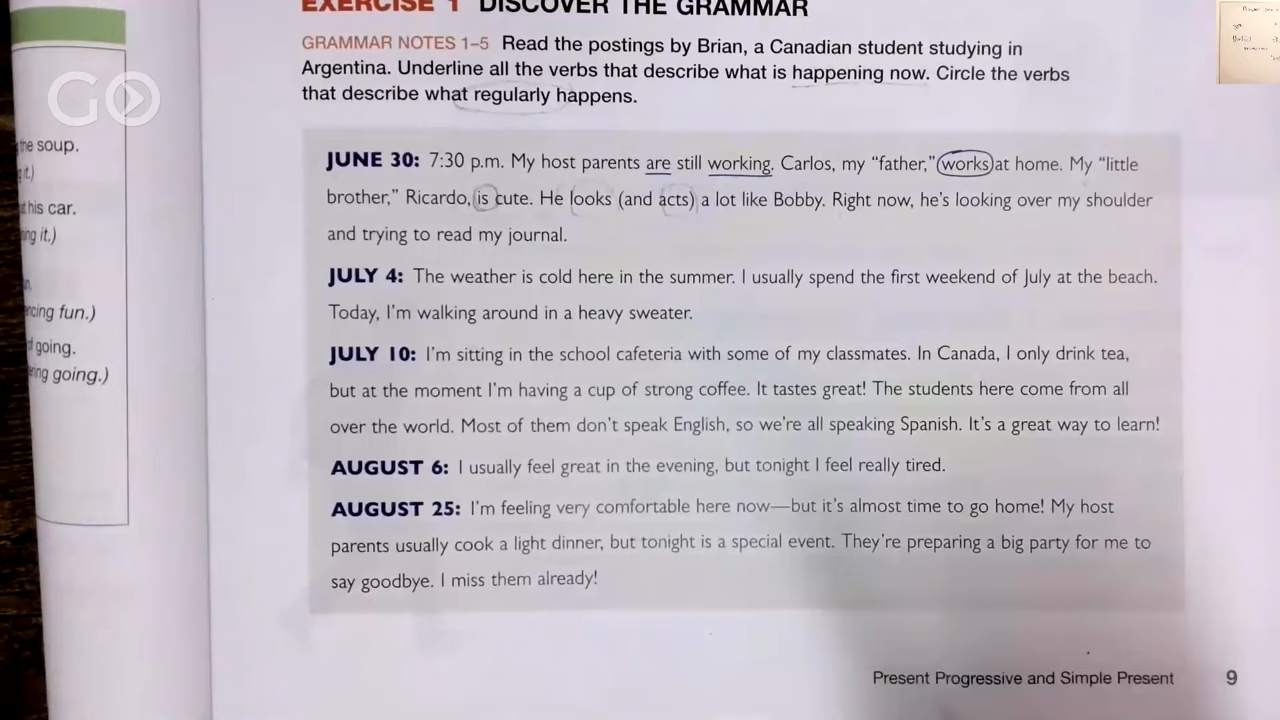 EXERCISE 1 DISCOVER THE GRAMMAR
GRAMMAR NOTES 1–5 Read the postings by Brian, a Canadian student studying in
Argentina. Underline all the verbs that describe what is happening now. Circle the verbs
that describe what regularly happens.
GO
the soup.
it.)
his car.
ing it.)
ncing fun.)
going.
going.)
JUNE 30: 7:30 p.m. My host parents are still working. Carlos, my “father,” works at home. My “little
brother,” Ricardo, is cute. He looks (and acts) a lot like Bobby. Right now, he’s looking over my shoulder
and trying to read my journal.
JULY 4: The weather is cold here in the summer. I usually spend the first weekend of July at the beach.
Today, I’m walking around in a heavy sweater.
JULY 10: I’m sitting in the school cafeteria with some of my classmates. In Canada, I only drink tea,
but at the moment I’m having a cup of strong coffee. It tastes great! The students here come from all
over the world. Most of them don’t speak English, so we’re all speaking Spanish. It’s a great way to learn!
AUGUST 6: I usually feel great in the evening, but tonight I feel really tired.
AUGUST 25: I’m feeling very comfortable here now—but it’s almost time to go home! My host
parents usually cook a light dinner, but tonight is a special event. They’re preparing a big party for me to
say goodbye. I miss them already!
Present Progressive and Simple Present 9